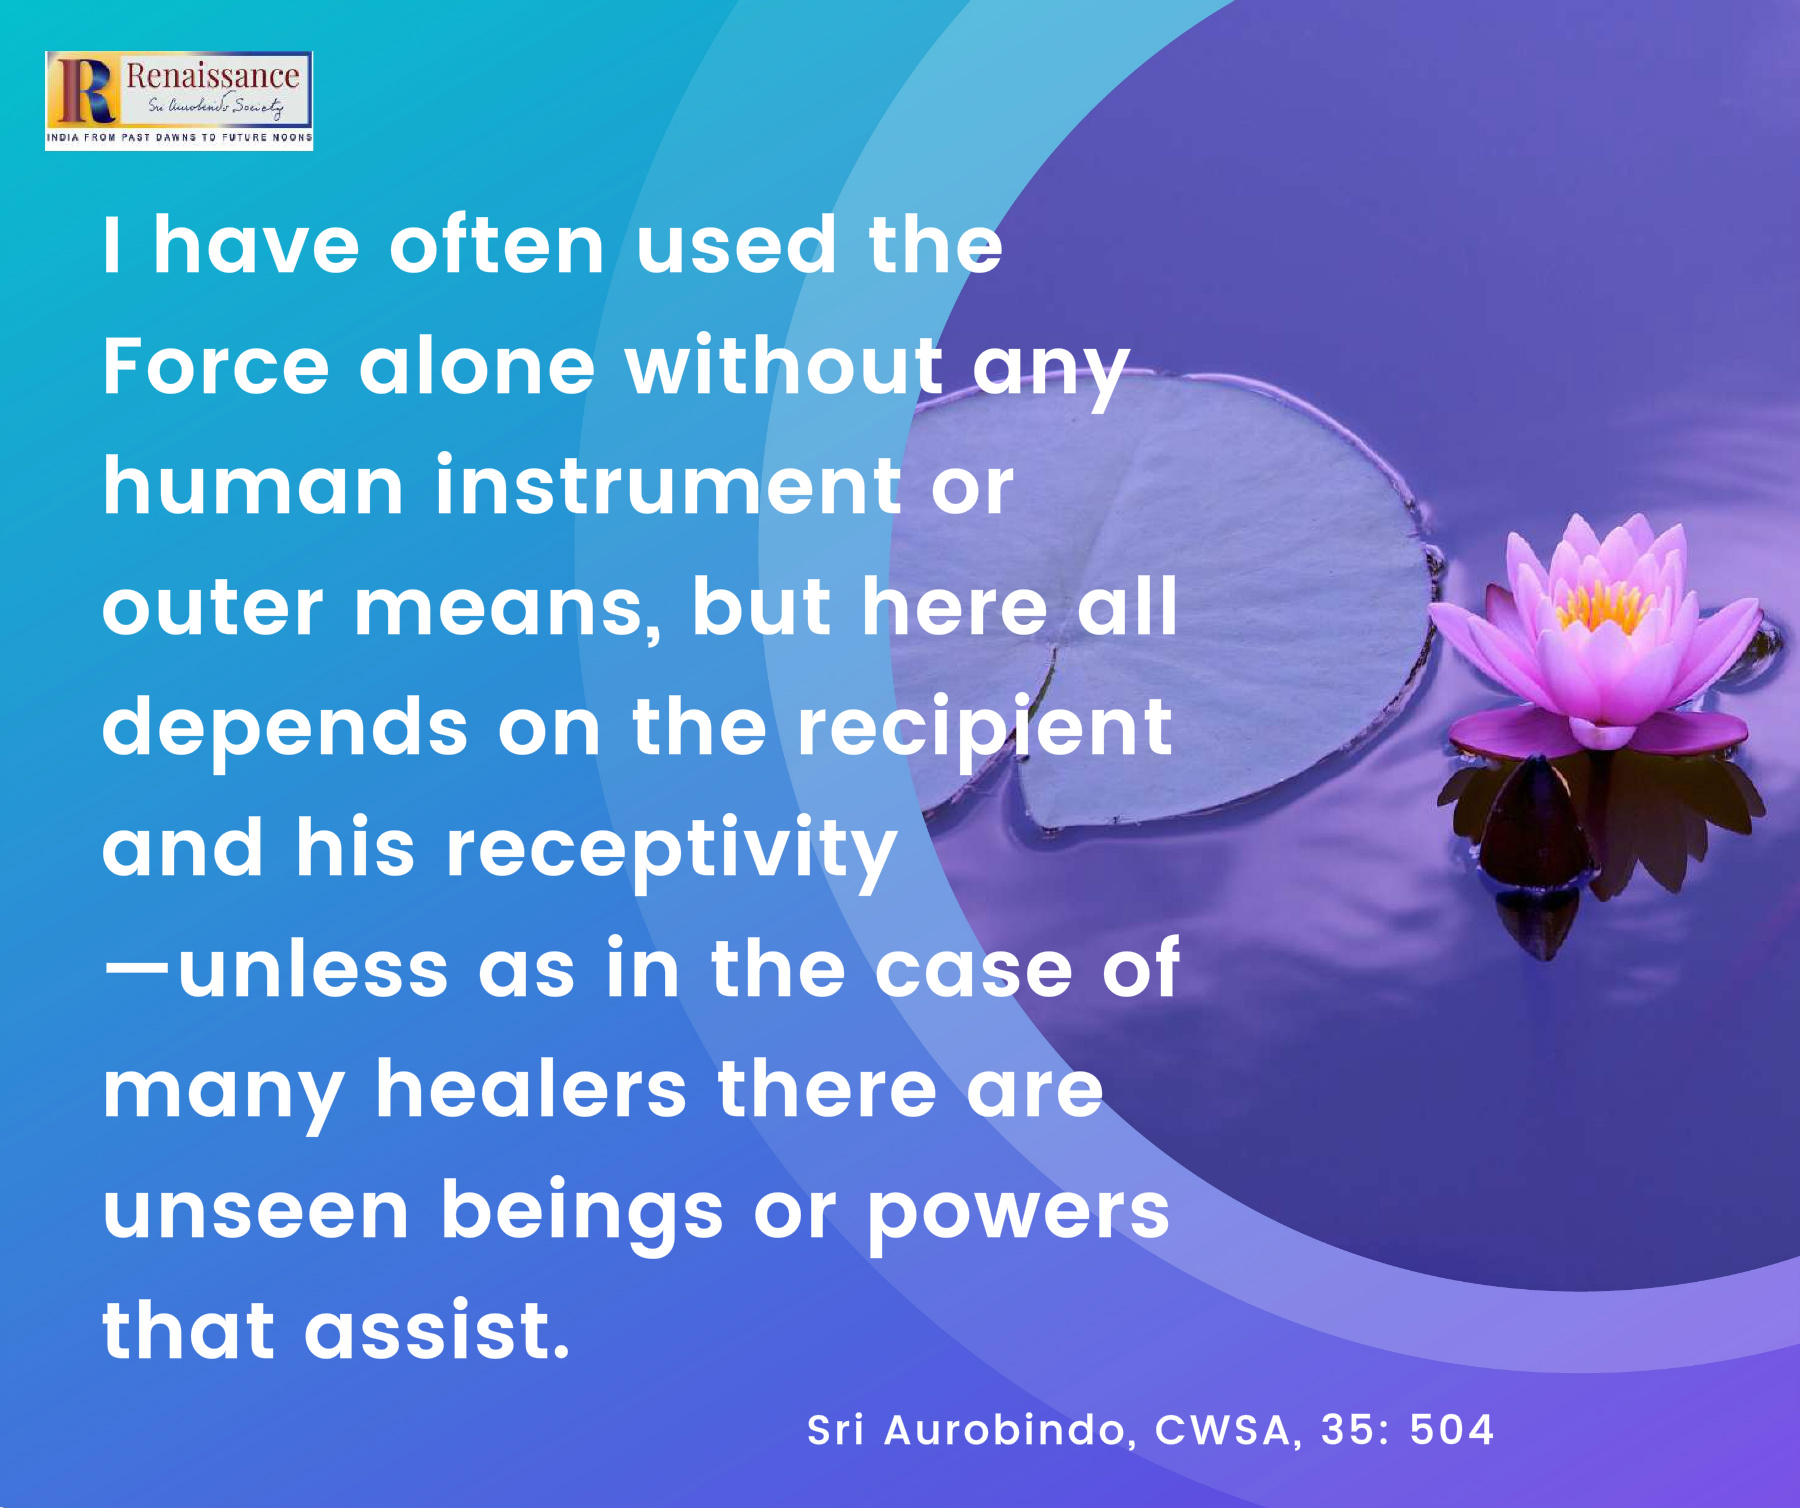 R Renaissance
Sri Aurobindo Society
INDIA FROM PAST DAWNS TO FUTURE NOONS
I have often used the
Force alone without any
human instrument or
outer means, but here all
depends on the recipient
and his receptivity
—unless as in the case of
many healers there are
unseen beings or powers
that assist.
Sri Aurobindo, CWSA, 35: 504